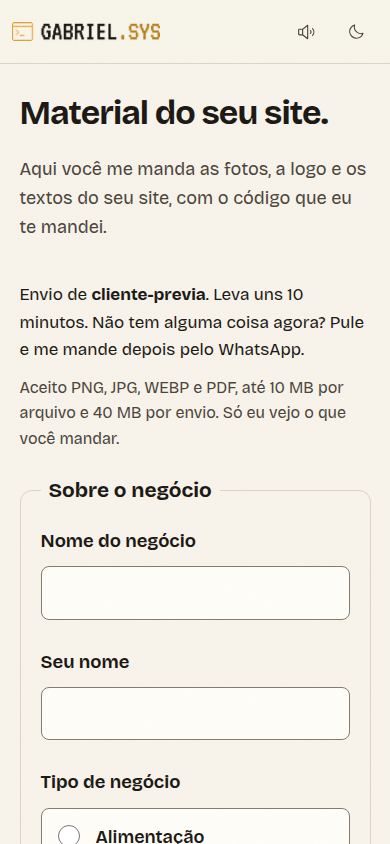 GABRIEL.SYS
Material do seu site.
Aqui você me manda as fotos, a logo e os
textos do seu site, com o código que eu
te mandei.
Envio de cliente-previa. Leva uns 10
minutos. Não tem alguma coisa agora? Pule
e me mande depois pelo WhatsApp.
Aceito PNG, JPG, WEBP e PDF, até 10 MB por
arquivo e 40 MB por envio. Só eu vejo o que
você mandar.
Sobre o negócio
Nome do negócio
Seu nome
Tipo de negócio
Alimentação